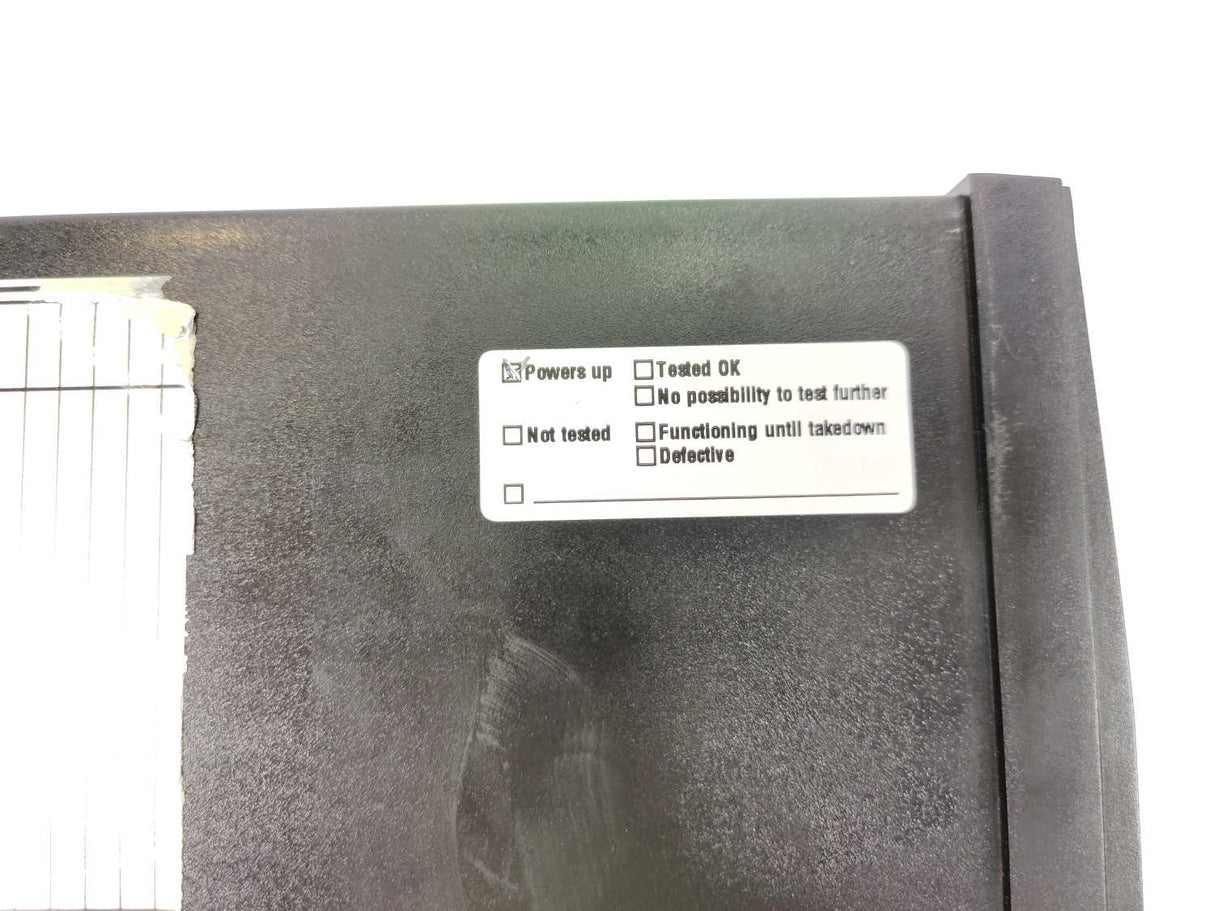 ☒ Powers up ☐ Tested OK
☐ No possibility to test further
☐ Not tested ☐ Functioning until takedown
☐ Defective
☐